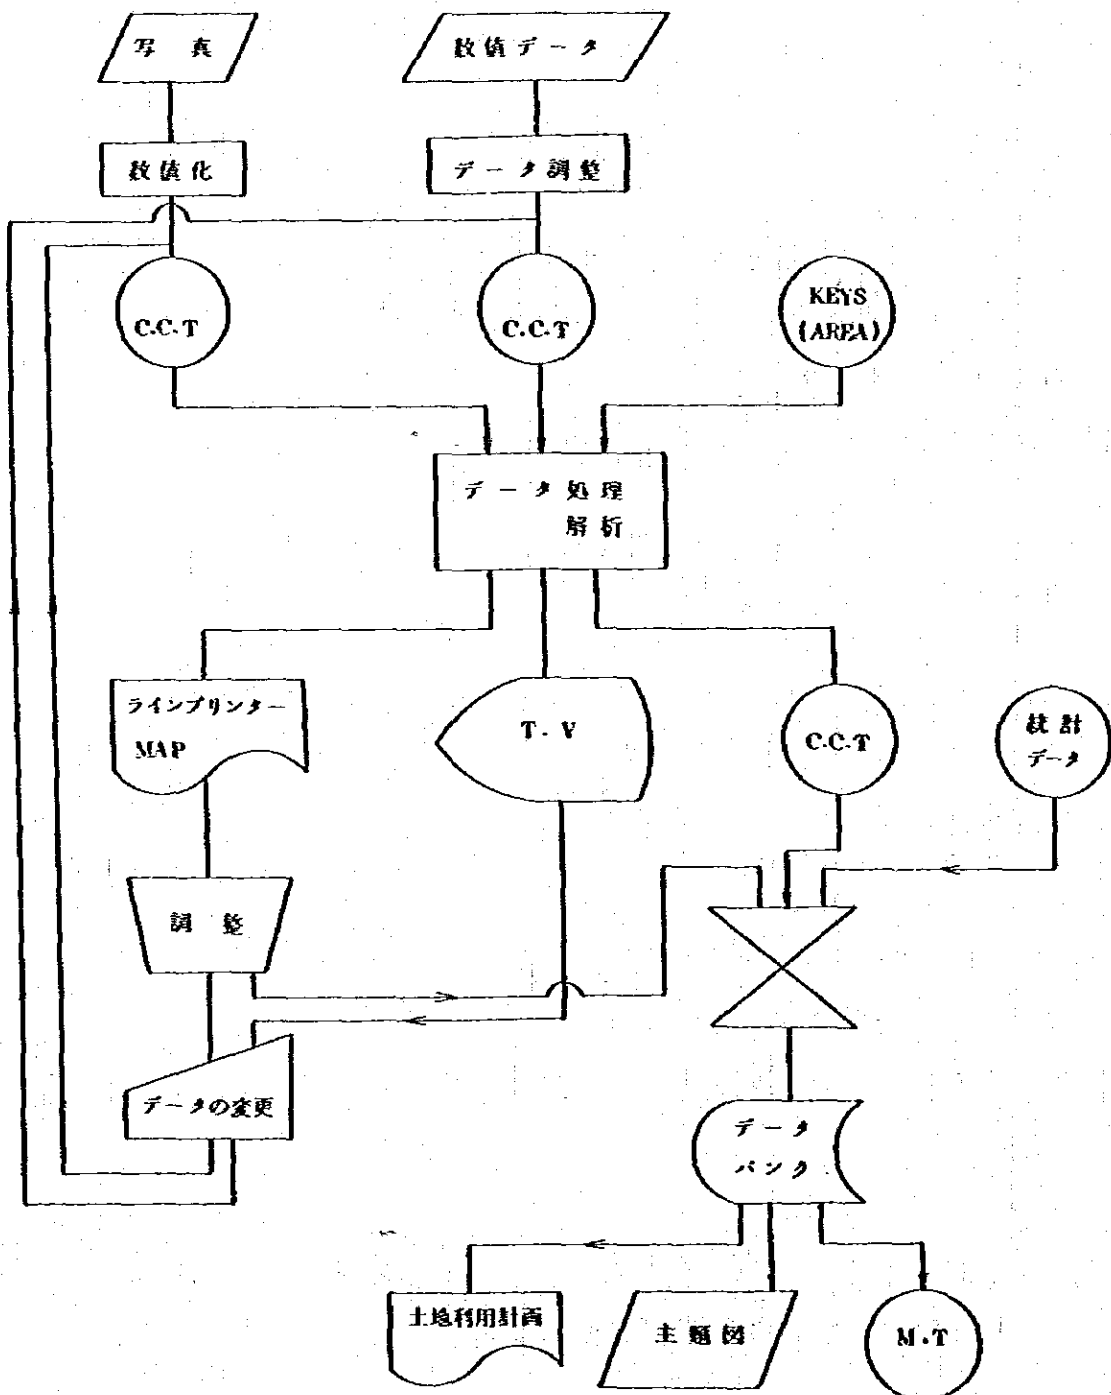 写真
数値データ
数値化
データ調整
C.C.T
C.C.T
KEYS
(AREA)
データ処理
解析
ラインプリンター
MAP
T.V
C.C.T
統計
データ
調整
データの変更
データ
バンク
土地利用計画
主題図
M.T